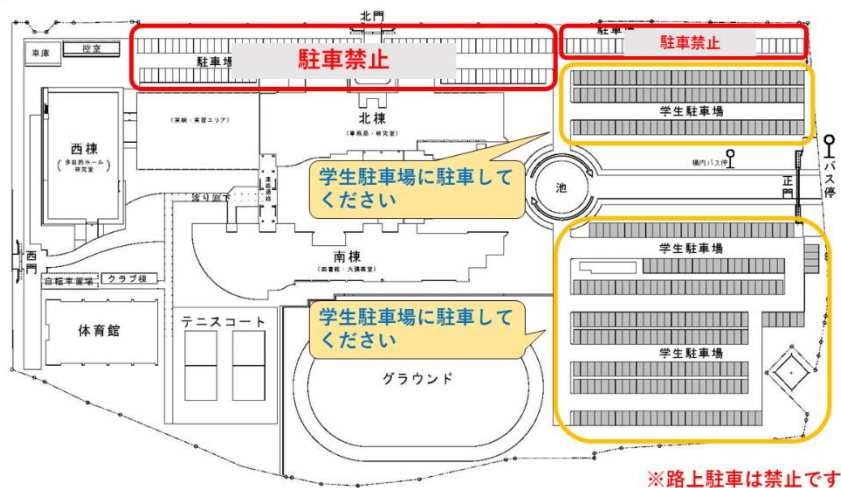 北門
車庫
控室
駐車場
駐車禁止
駐車禁止
学生駐車場
西棟
(多目的ホール
研究室)
(実験・実習エリア)
北棟
(事務局・研究室)
学生駐車場に駐車して
ください
池
構内バス停
正門
バス停
渡り廊下
西門
南棟
(図書館・大講義室)
学生駐車場
自転車置場
クラブ棟
体育館
テニスコート
学生駐車場に駐車して
ください
グラウンド
学生駐車場
※路上駐車は禁止です